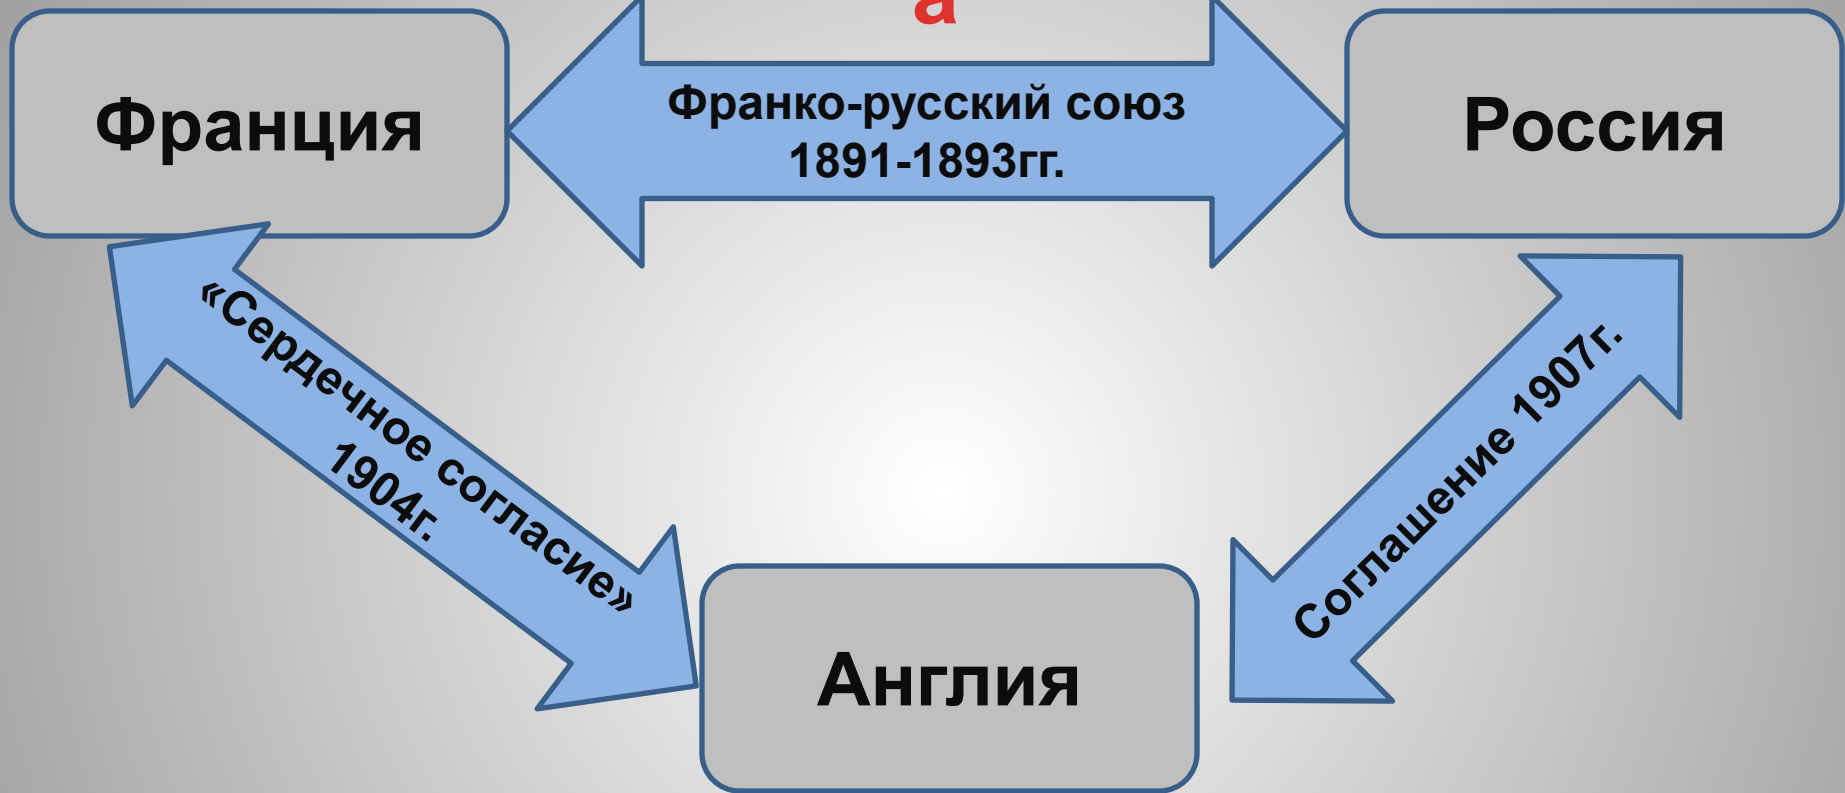 а
Франция
Франко-русский союз
1891-1893гг.
Россия
«Сердечное согласие»
1904г.
Соглашение 1907г.
Англия